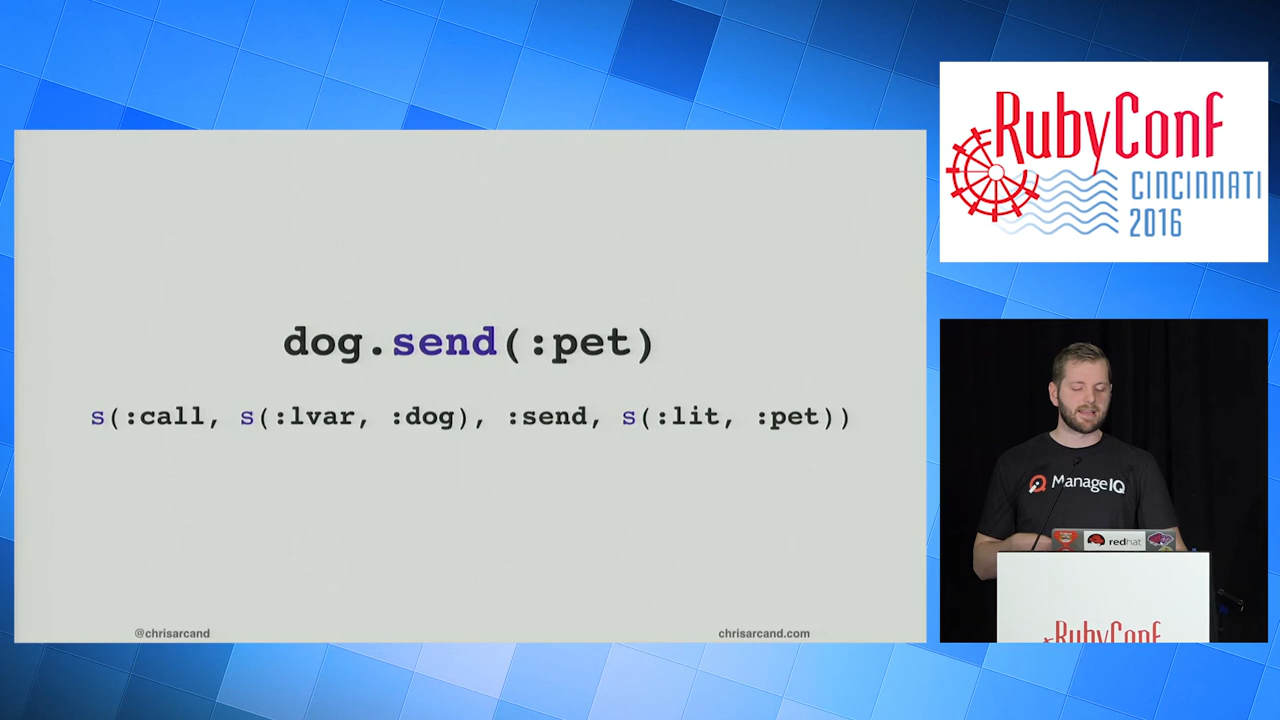 dog.send(:pet)
s(:call, s(:lvar, :dog), :send, s(:lit, :pet))
@chrisarcand
chrisarcand.com
RubyConf
CINCINNATI
2016
ManageIQ
redhat
RubyConf